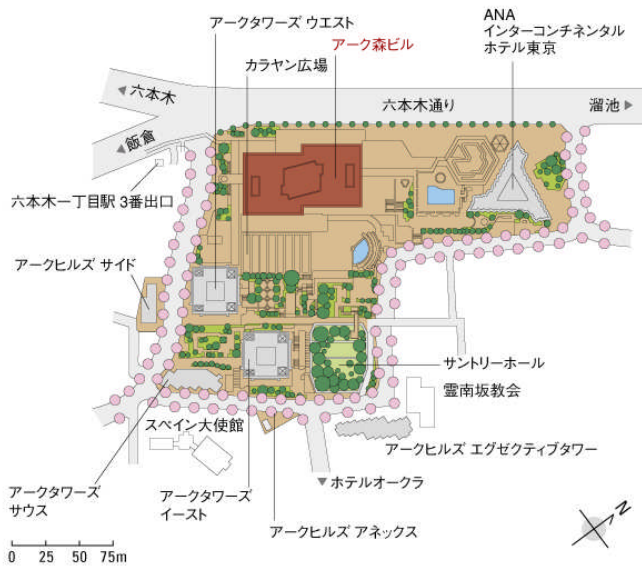 アークタワーズ ウエスト
アーク森ビル
カラヤン広場
ANA
インターコンチネンタル
ホテル東京
六本木
六本木通り
溜池
飯倉
六本木一丁目駅 3番出口
アークヒルズ サイド
サントリーホール
霊南坂教会
スペイン大使館
アークヒルズ エグゼクティブタワー
アークタワーズ
サウス
アークタワーズ
イースト
ホテルオークラ
アークヒルズ アネックス
0 25 50 75m
N